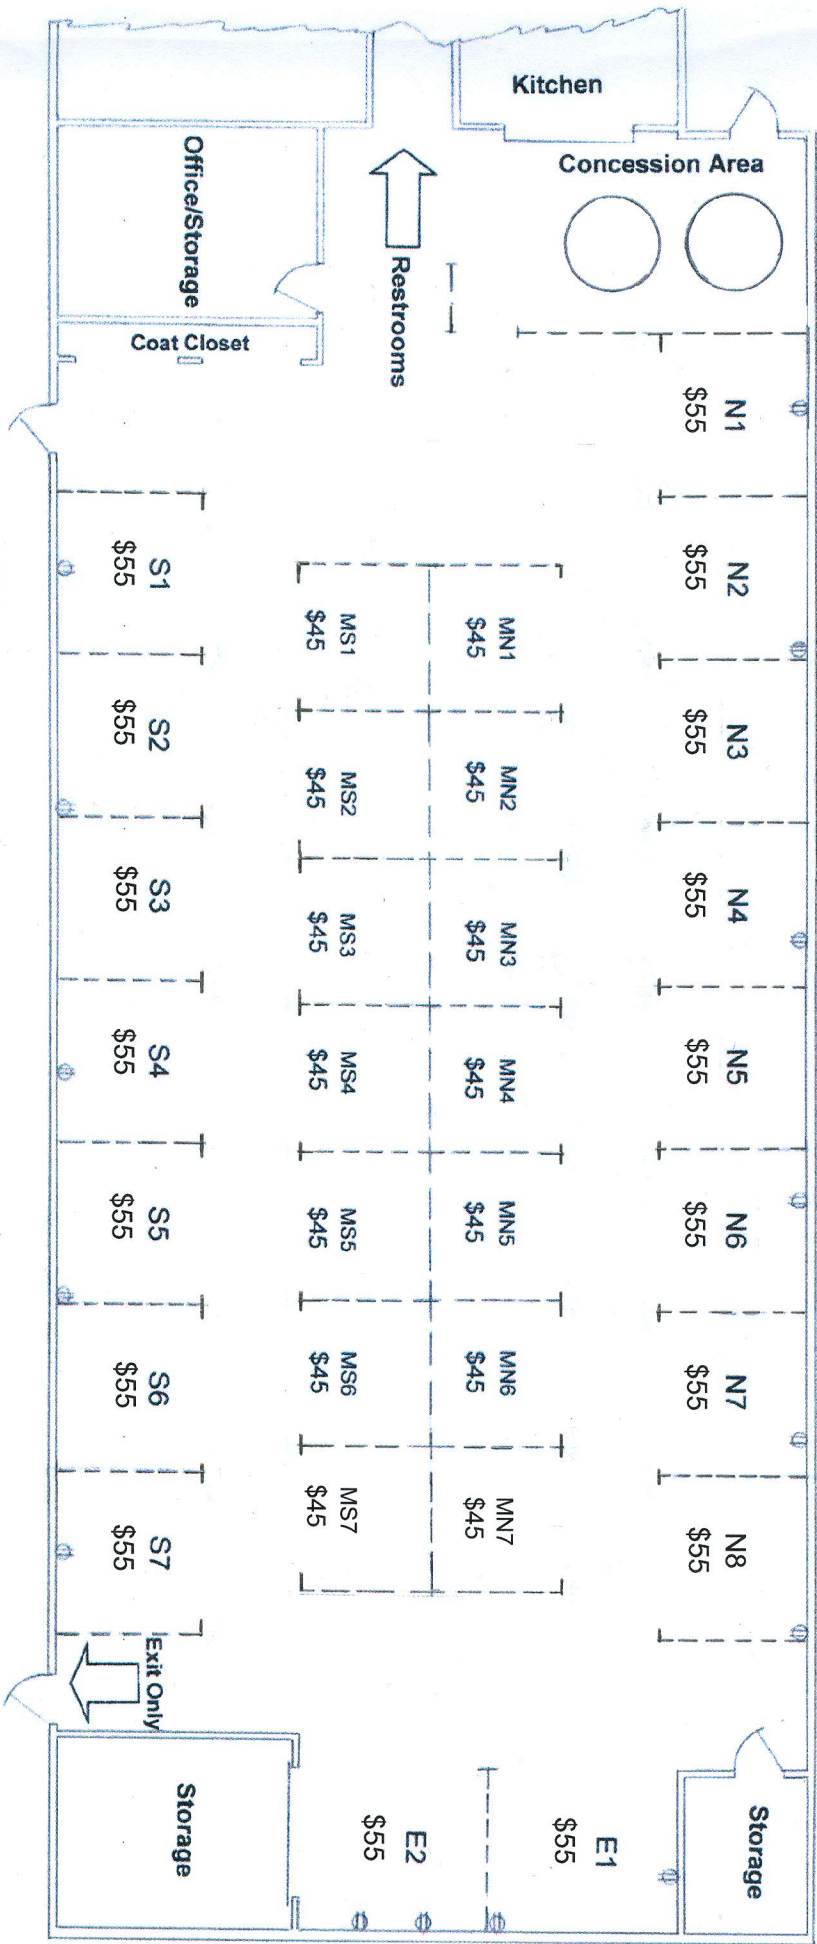 Kitchen
Concession Area
Office/Storage
Restrooms
Coat Closet
N1
$55
N2
$55
N3
$55
N4
$55
N5
$55
N6
$55
N7
$55
N8
$55
MN1
$45
MN2
$45
MN3
$45
MN4
$45
MN5
$45
MN6
$45
MN7
$45
MS1
$45
MS2
$45
MS3
$45
MS4
$45
MS5
$45
MS6
$45
MS7
$45
S1
$55
S2
$55
S3
$55
S4
$55
S5
$55
S6
$55
S7
$55
Exit Only
Storage
E2
$55
E1
$55
Storage